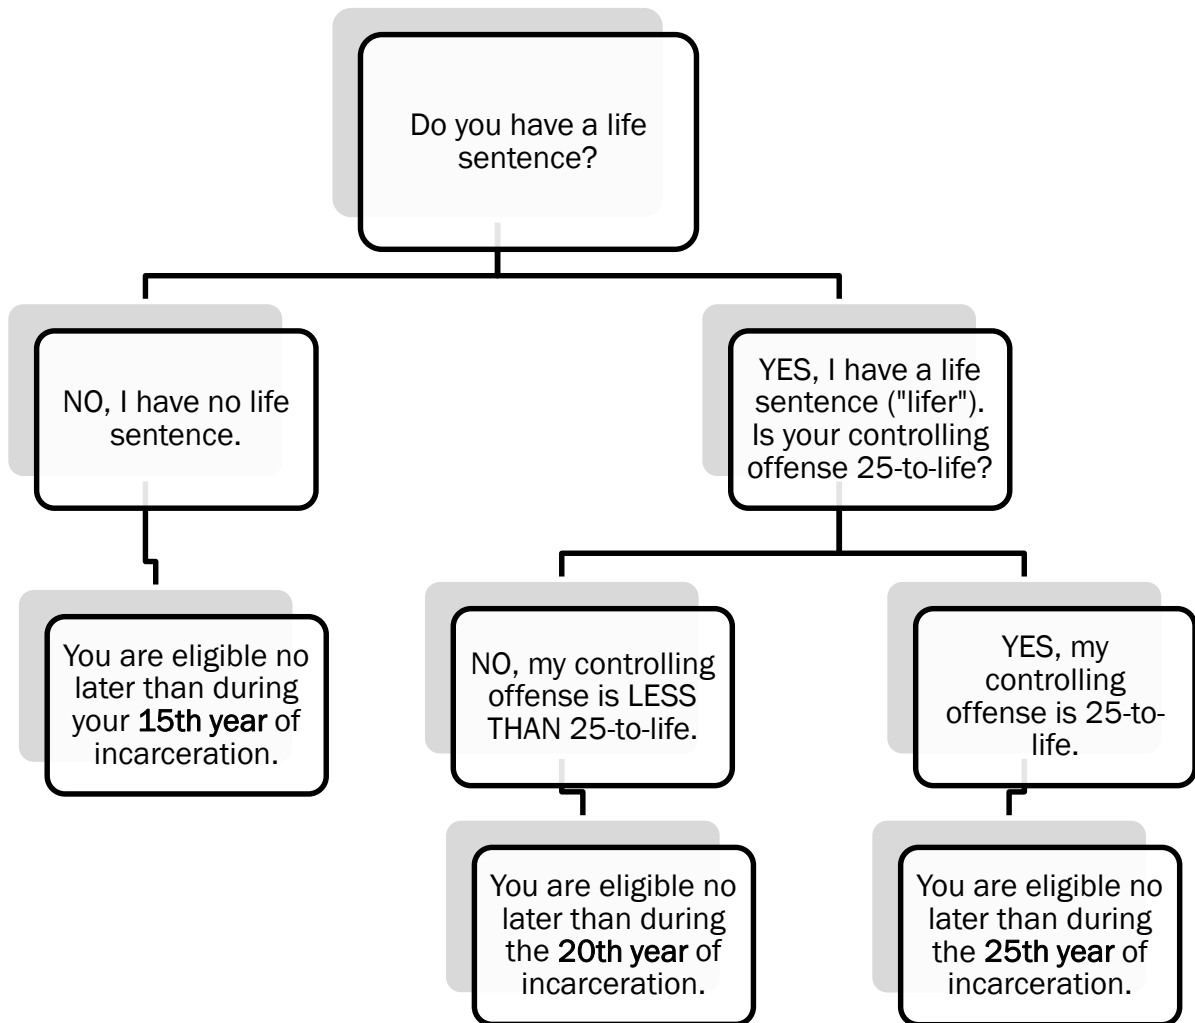 Do you have a life
sentence?
NO, I have no life
sentence.
YES, I have a life
sentence ("lifer").
Is your controlling
offense 25-to-life?
You are eligible no
later than during
your 15th year of
incarceration.
NO, my controlling
offense is LESS
THAN 25-to-life.
YES, my
controlling
offense is 25-to-
life.
You are eligible no
later than during
the 20th year of
incarceration.
You are eligible no
later than during
the 25th year of
incarceration.